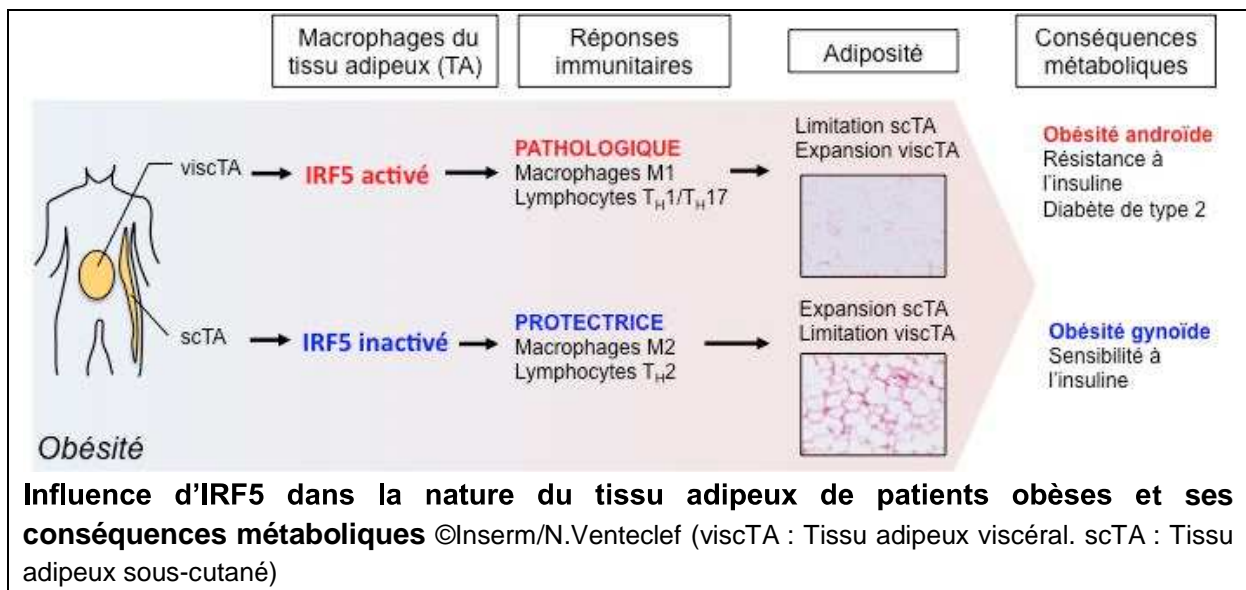 Macrophages du
tissu adipeux (TA)
Réponses
immunitaires
Adiposité
Conséquences
métaboliques
viscTA
IRF5 activé
PATHOLOGIQUE
Macrophages M1
Lymphocytes TH1/TH17
Limitation scTA
Expansion viscTA
Obésité androïde
Résistance à
l'insuline
Diabète de type 2
scTA
IRF5 inactivé
PROTECTRICE
Macrophages M2
Lymphocytes TH2
Expansion scTA
Limitation viscTA
Obésité gynoïde
Sensibilité à
l'insuline
Obésité
Influence d'IRF5 dans la nature du tissu adipeux de patients obèses et ses
conséquences métaboliques ©Inserm/N.Venteclef (viscTA : Tissu adipeux viscéral. scTA : Tissu
adipeux sous-cutané)